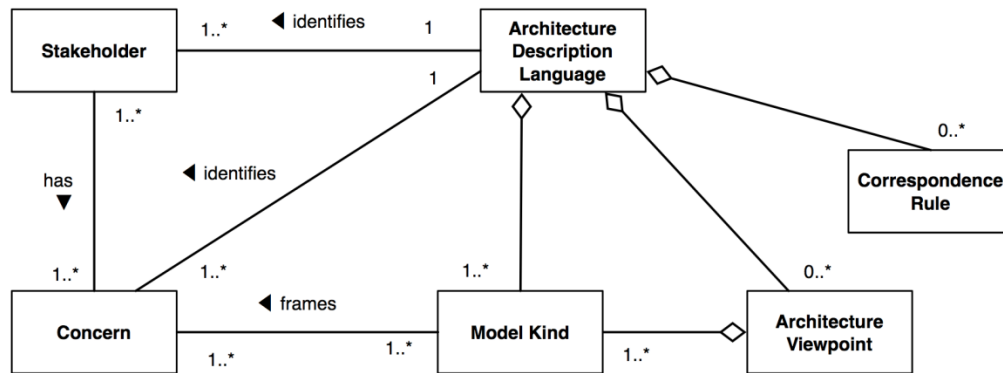 1..*
◀ identifies
1
Stakeholder
Architecture
Description
Language
1
1..*
0..*
◀ identifies
has
▼
Correspondence
Rule
1..*
1..*
1..*
0..*
◀ frames
Concern
Model Kind
Architecture
Viewpoint
1..*
1..*
1..*